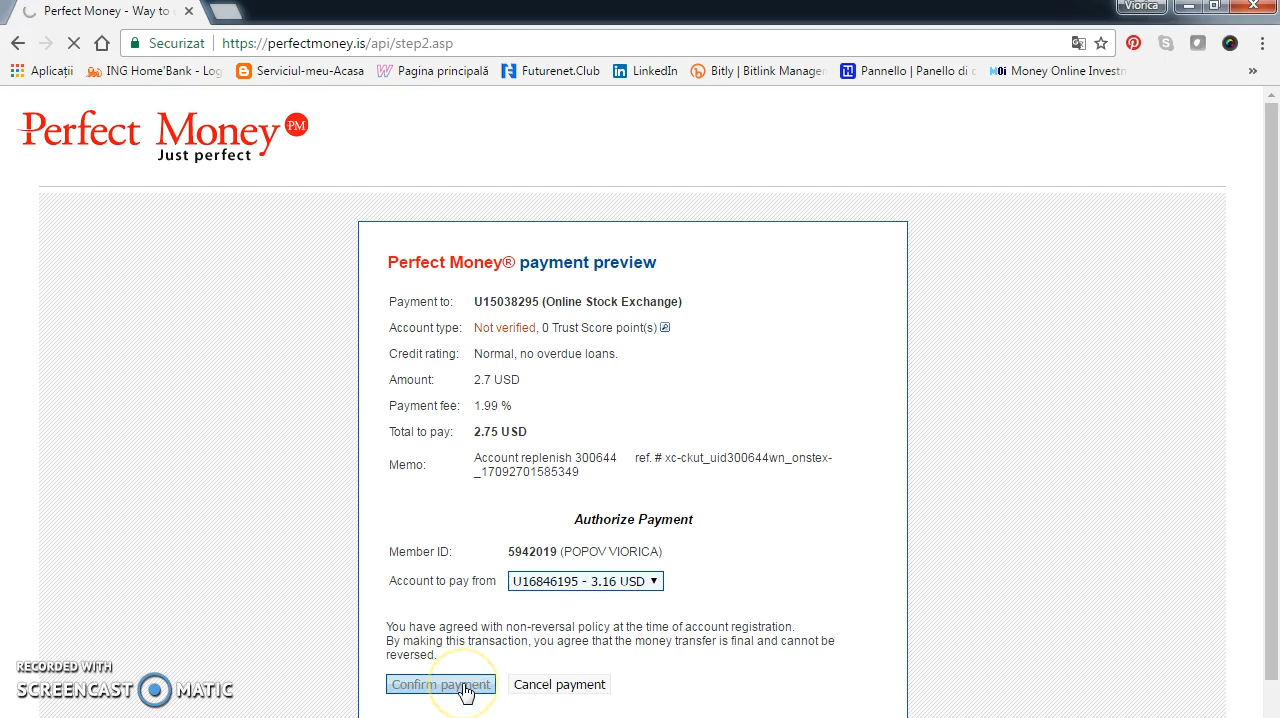 Perfect Money - Way to
Viorica
Securizat
https://perfectmoney.is/api/step2.asp
Aplicații
ING Home'Bank - Log
Serviciul-meu-Acasa
Pagina principală
Futurenet.Club
LinkedIn
Bitly | Bitlink Manager
Pannello | Panello di c
Money Online Investm
»
Perfect Money PM
Just perfect
Perfect Money® payment preview
Payment to: U15038295 (Online Stock Exchange)
Account type: Not verified, 0 Trust Score point(s)
Credit rating: Normal, no overdue loans.
Amount: 2.7 USD
Payment fee: 1.99 %
Total to pay: 2.75 USD
Memo: Account replenish 300644 ref. # xc-ckut_uid300644wn_onstex-
_17092701585349
Authorize Payment
Member ID: 5942019 (POPOV VIORICA)
Account to pay from U16846195 - 3.16 USD
You have agreed with non-reversal policy at the time of account registration.
By making this transaction, you agree that the money transfer is final and cannot be
reversed.
Confirm payment Cancel payment
RECORDED WITH
SCREENCAST MATIC